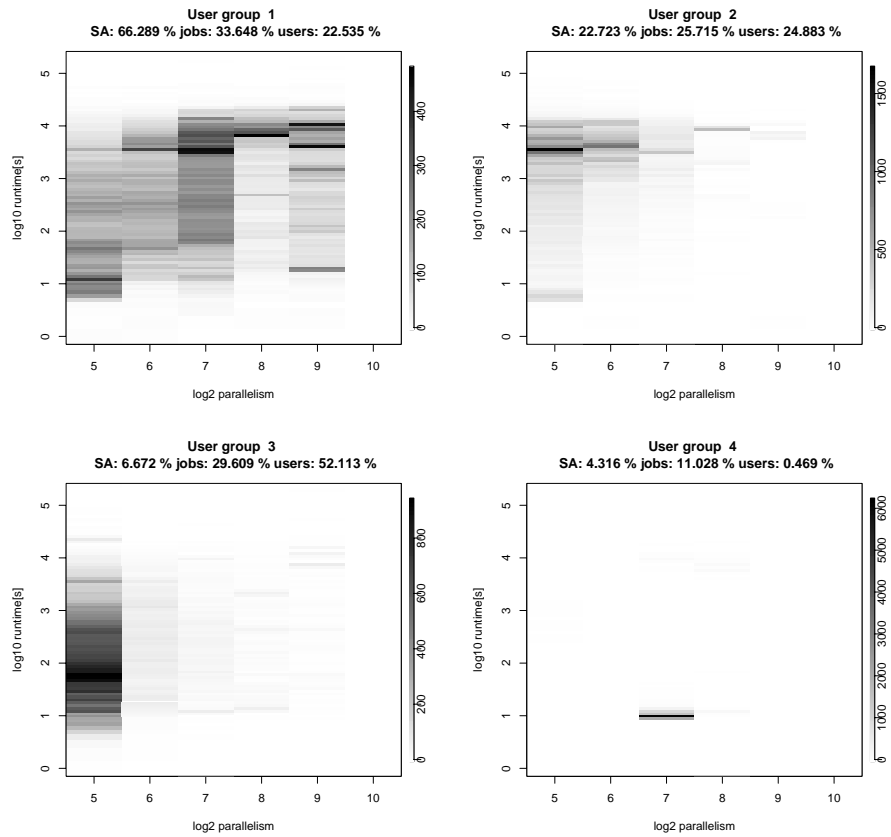 User group 1
SA: 66.289 % jobs: 33.648 % users: 22.535 %
log10 runtime[s]
0 1 2 3 4 5
5 6 7 8 9 10
log2 parallelism
0 100 200 300 400
User group 2
SA: 22.723 % jobs: 25.715 % users: 24.883 %
log10 runtime[s]
0 1 2 3 4 5
5 6 7 8 9 10
log2 parallelism
0 500 1000 1500
User group 3
SA: 6.672 % jobs: 29.609 % users: 52.113 %
log10 runtime[s]
0 1 2 3 4 5
5 6 7 8 9 10
log2 parallelism
0 200 400 600 800
User group 4
SA: 4.316 % jobs: 11.028 % users: 0.469 %
log10 runtime[s]
0 1 2 3 4 5
5 6 7 8 9 10
log2 parallelism
0 1000 2000 3000 4000 5000 6000